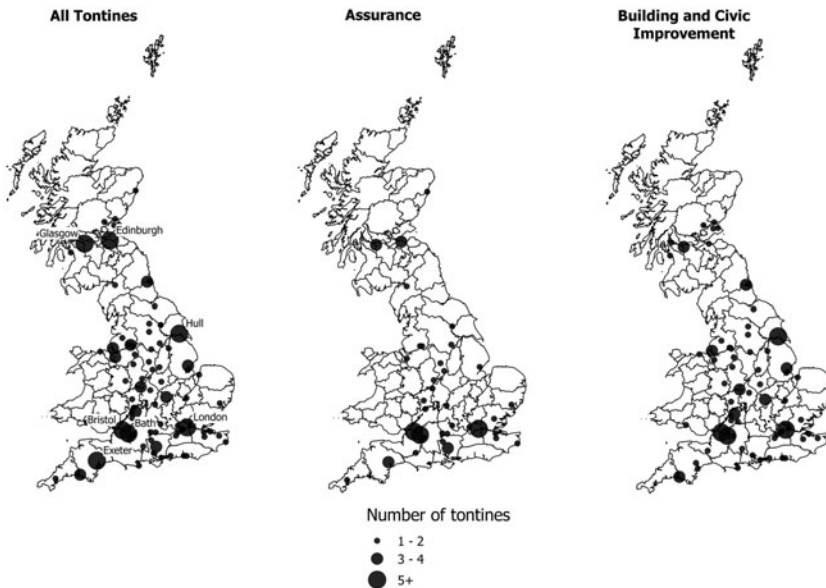 All Tontines
Assurance
Building and Civic
Improvement
Glasgow
Edinburgh
Hull
Bristol
Bath
London
Exeter
Number of tontines
1 - 2
3 - 4
5+